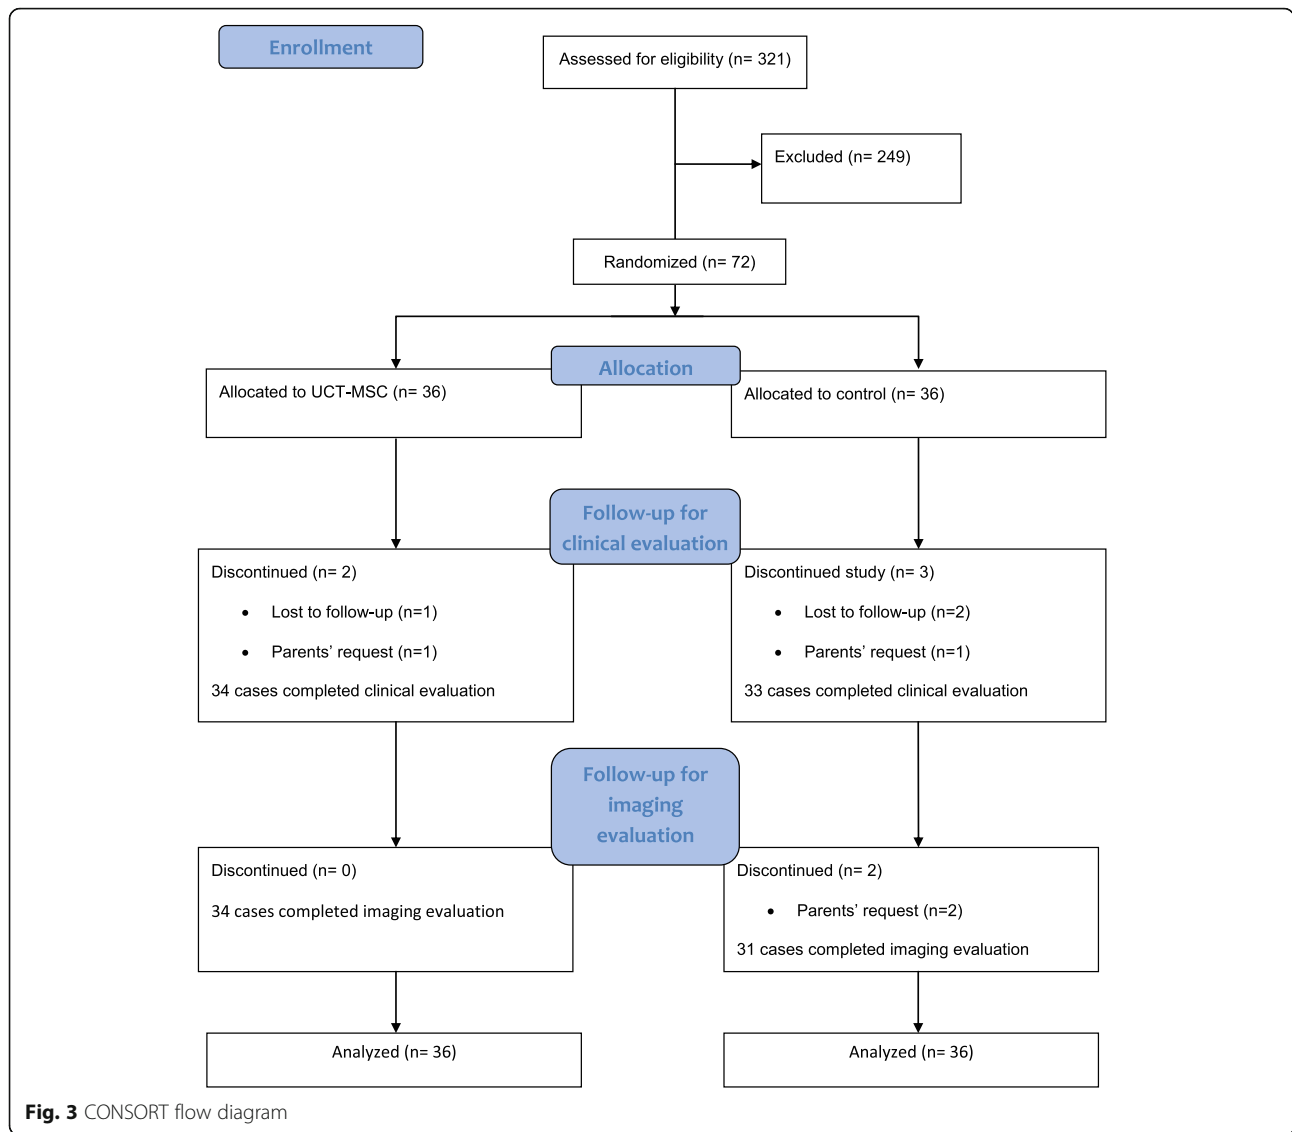 Enrollment
Assessed for eligibility (n= 321)
Excluded (n= 249)
Randomized (n= 72)
Allocation
Allocated to UCT-MSC (n= 36)
Allocated to control (n= 36)
Follow-up for
clinical evaluation
Discontinued (n= 2)
• Lost to follow-up (n=1)
• Parents’ request (n=1)
34 cases completed clinical evaluation
Discontinued study (n= 3)
• Lost to follow-up (n=2)
• Parents’ request (n=1)
33 cases completed clinical evaluation
Follow-up for
imaging
evaluation
Discontinued (n= 0)
34 cases completed imaging evaluation
Discontinued (n= 2)
• Parents’ request (n=2)
31 cases completed imaging evaluation
Analyzed (n= 36)
Analyzed (n= 36)
Fig. 3 CONSORT flow diagram